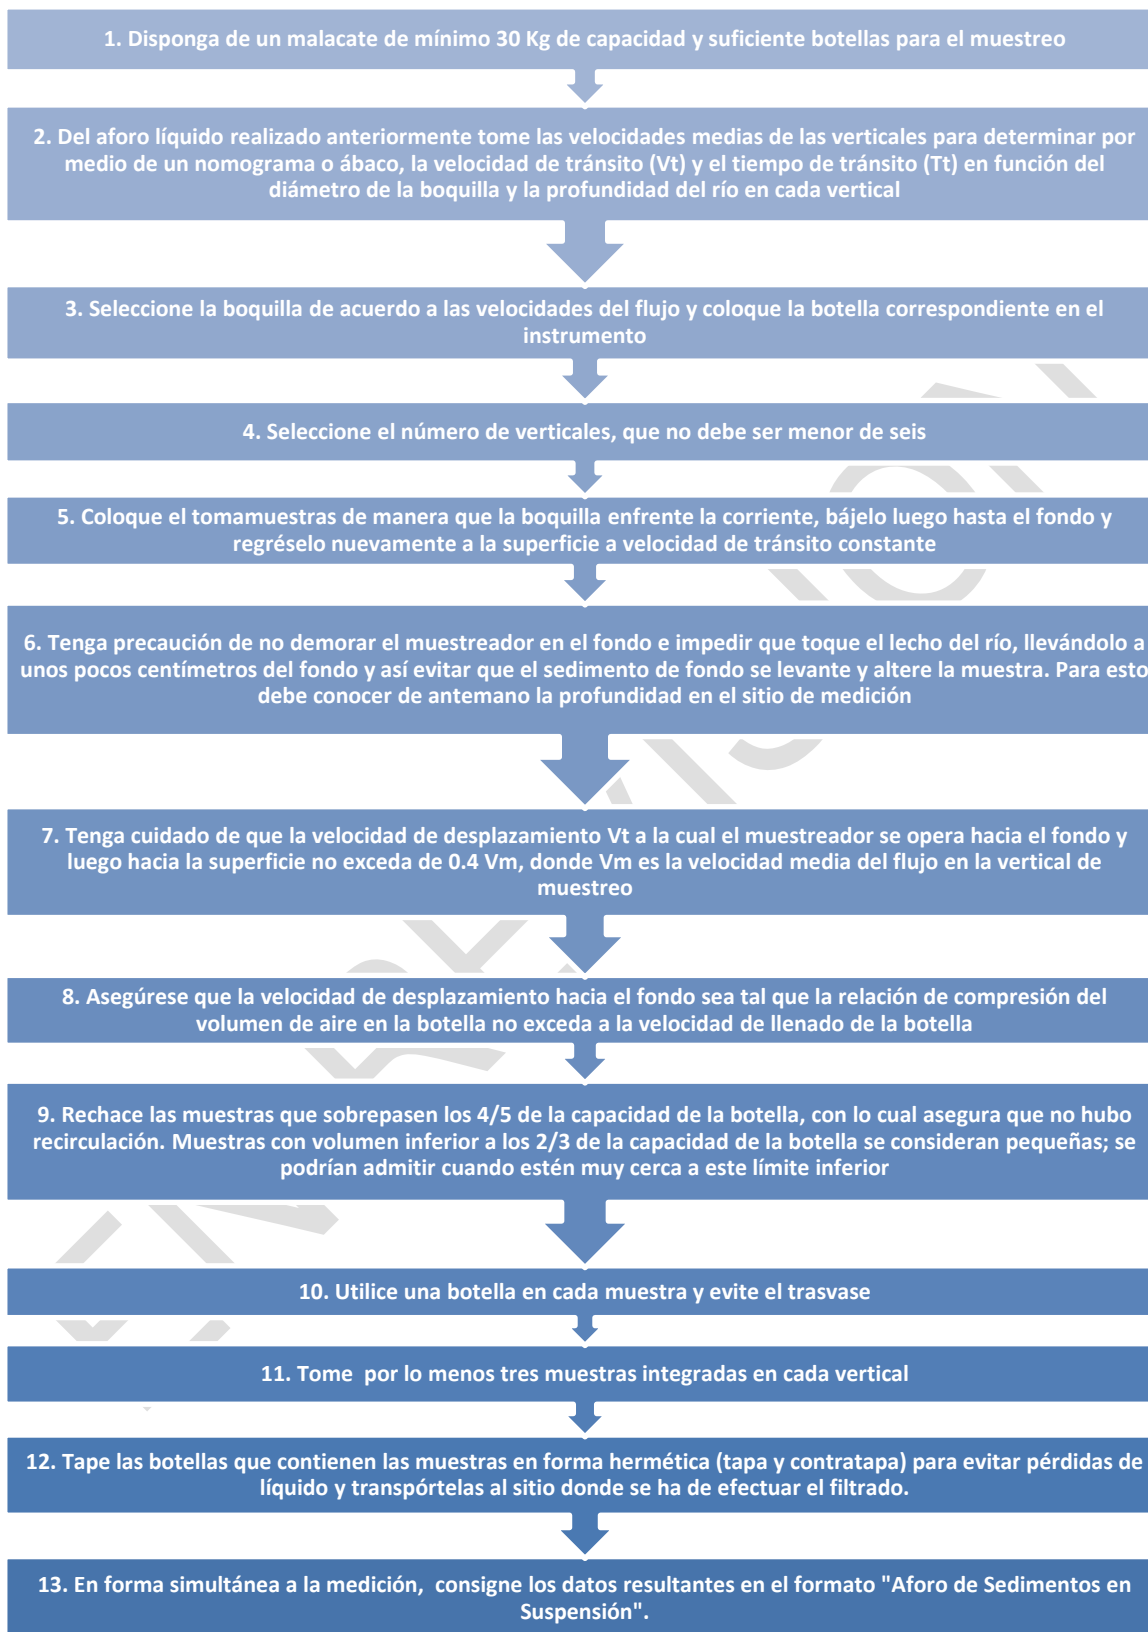 1. Disponga de un malacate de mínimo 30 Kg de capacidad y suficiente botellas para el muestreo
2. Del aforo líquido realizado anteriormente tome las velocidades medias de las verticales para determinar por
medio de un nomograma o ábaco, la velocidad de tránsito (Vt) y el tiempo de tránsito (Tt) en función del
diámetro de la boquilla y la profundidad del río en cada vertical
3. Seleccione la boquilla de acuerdo a las velocidades del flujo y coloque la botella correspondiente en el
instrumento
4. Seleccione el número de verticales, que no debe ser menor de seis
5. Coloque el tomamuestras de manera que la boquilla enfrente la corriente, bájelo luego hasta el fondo y
regréselo nuevamente a la superficie a velocidad de tránsito constante
6. Tenga precaución de no demorar el muestreador en el fondo e impedir que toque el lecho del río, llevándolo a
unos pocos centímetros del fondo y así evitar que el sedimento de fondo se levante y altere la muestra. Para esto
debe conocer de antemano la profundidad en el sitio de medición
7. Tenga cuidado de que la velocidad de desplazamiento Vt a la cual el muestreador se opera hacia el fondo y
luego hacia la superficie no exceda de 0.4 Vm, donde Vm es la velocidad media del flujo en la vertical de
muestreo
8. Asegúrese que la velocidad de desplazamiento hacia el fondo sea tal que la relación de compresión del
volumen de aire en la botella no exceda a la velocidad de llenado de la botella
9. Rechace las muestras que sobrepasen los 4/5 de la capacidad de la botella, con lo cual asegura que no hubo
recirculación. Muestras con volumen inferior a los 2/3 de la capacidad de la botella se consideran pequeñas; se
podrían admitir cuando estén muy cerca a este límite inferior
10. Utilice una botella en cada muestra y evite el trasvase
11. Tome  por lo menos tres muestras integradas en cada vertical
12. Tape las botellas que contienen las muestras en forma hermética (tapa y contratapa) para evitar pérdidas de
líquido y transpórtelas al sitio donde se ha de efectuar el filtrado.
13. En forma simultánea a la medición,  consigne los datos resultantes en el formato "Aforo de Sedimentos en
Suspensión".